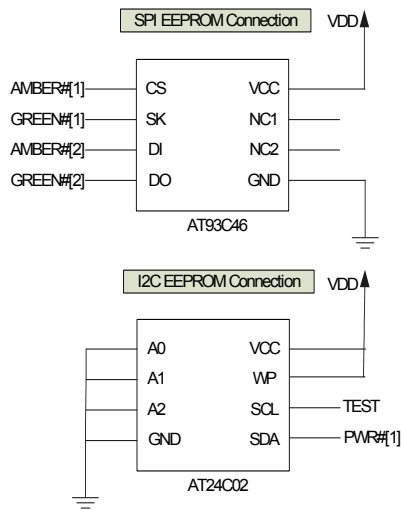 SPI EEPROM Connection VDD
AMBER#[1] CS VCC
GREEN#[1] SK NC1
AMBER#[2] DI NC2
GREEN#[2] DO GND
AT93C46
I2C EEPROM Connection VDD
A0 VCC
A1 WP
A2 SCL TEST
GND SDA PWR#[1]
AT24C02